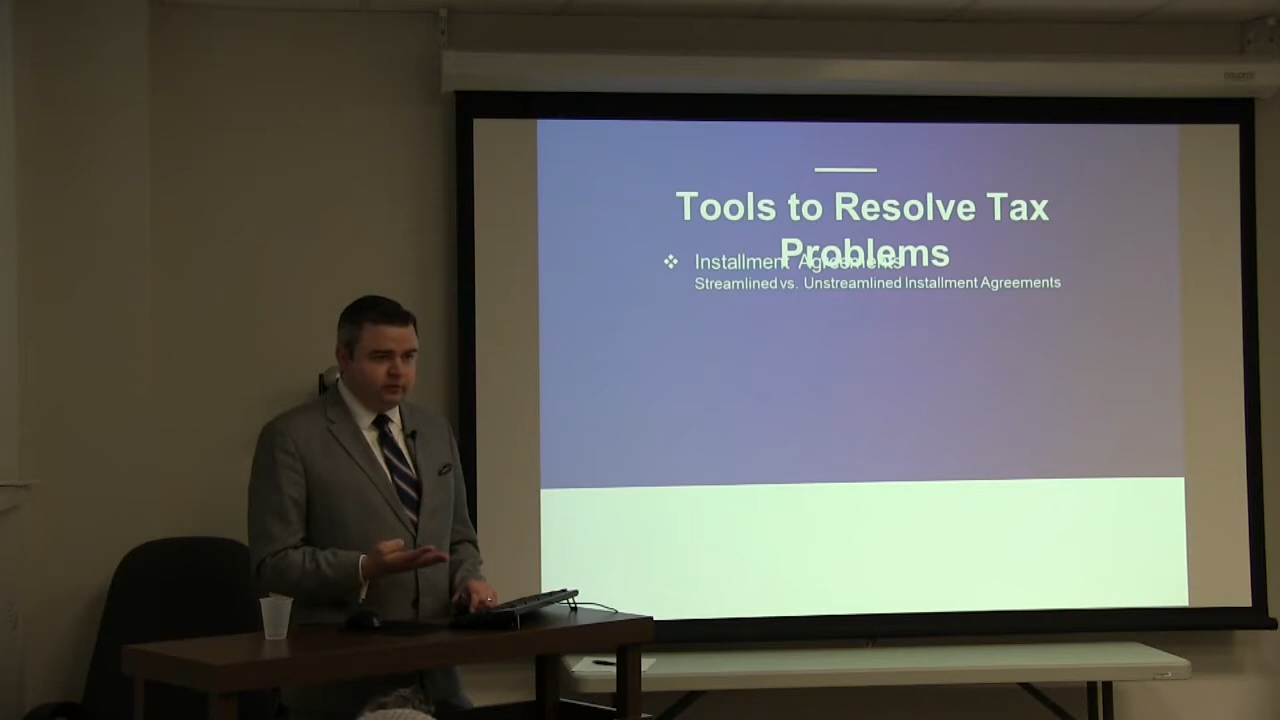 Tools to Resolve Tax
Problems
❖ Installment Agreements
Streamlined vs. Unstreamlined Installment Agreements